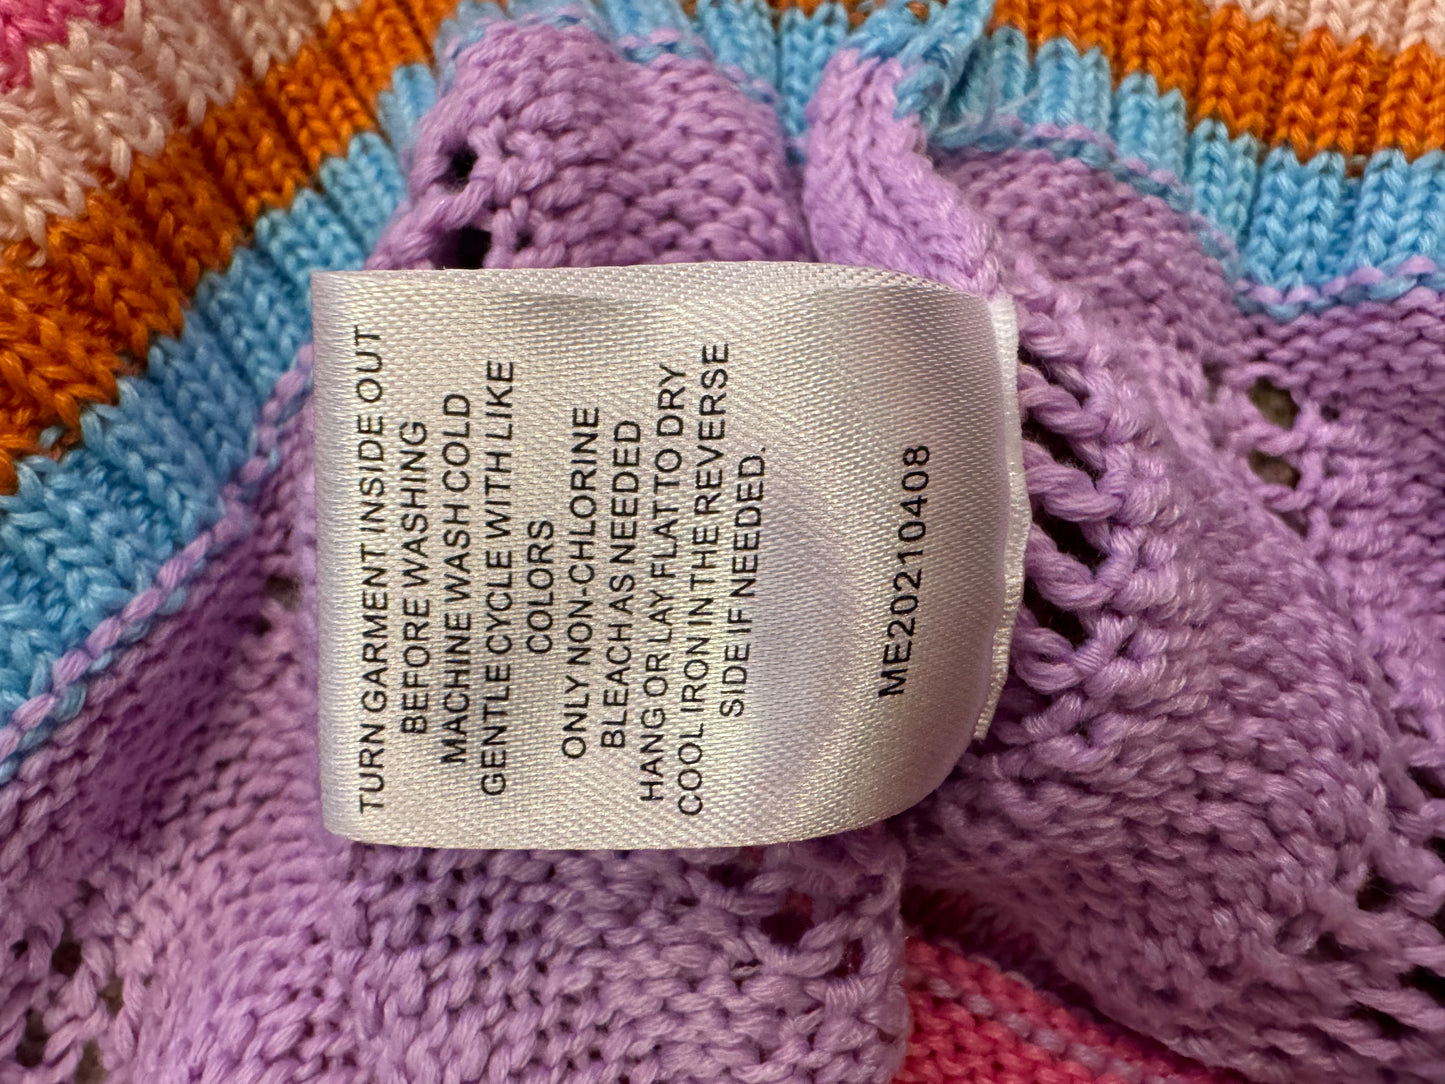 TURN GARMENT INSIDE OUT
BEFORE WASHING
MACHINE WASH COLD
GENTLE CYCLE WITH LIKE
COLORS
ONLY NON-CHLORINE
BLEACH AS NEEDED
HANG OR LAY FLAT TO DRY
COOL IRON IN THE REVERSE
SIDE IF NEEDED.
ME20210408